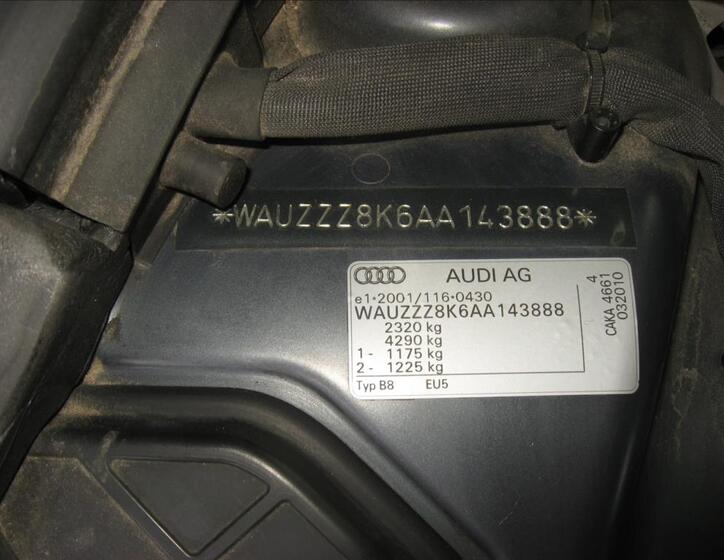 *WAUZZZ8K6AA143888*
AUDI AG
e1*2001/116*0430
WAUZZZ8K6AA143888
2320 kg
4290 kg
1- 1175 kg
2- 1225 kg
Typ B8 EU5
4
CAKA 4661
032010